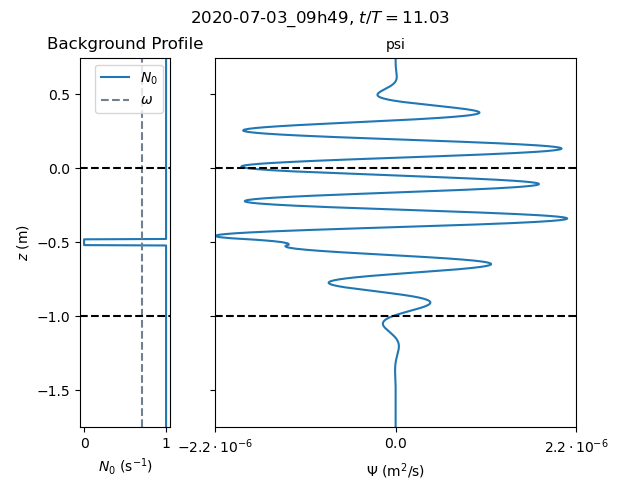 2020-07-03_09h49, t/T = 11.03
Background Profile
psi
N₀
ω
0.5
0.0
−0.5
−1.0
−1.5
z (m)
0
1
N₀ (s⁻¹)
−2.2 · 10⁻⁶
0.0
2.2 · 10⁻⁶
Ψ (m²/s)